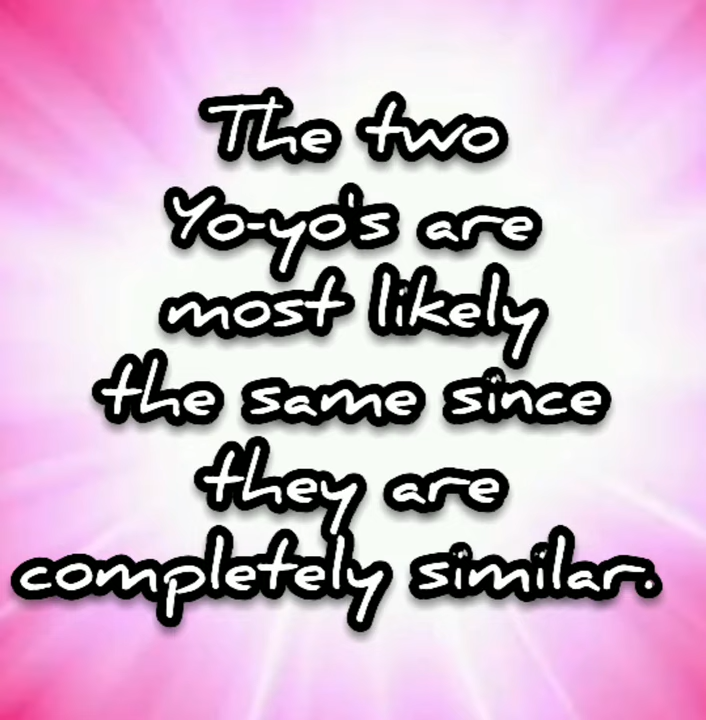 The two
Yo-yo's are
most likely
the same since
they are
completely similar.